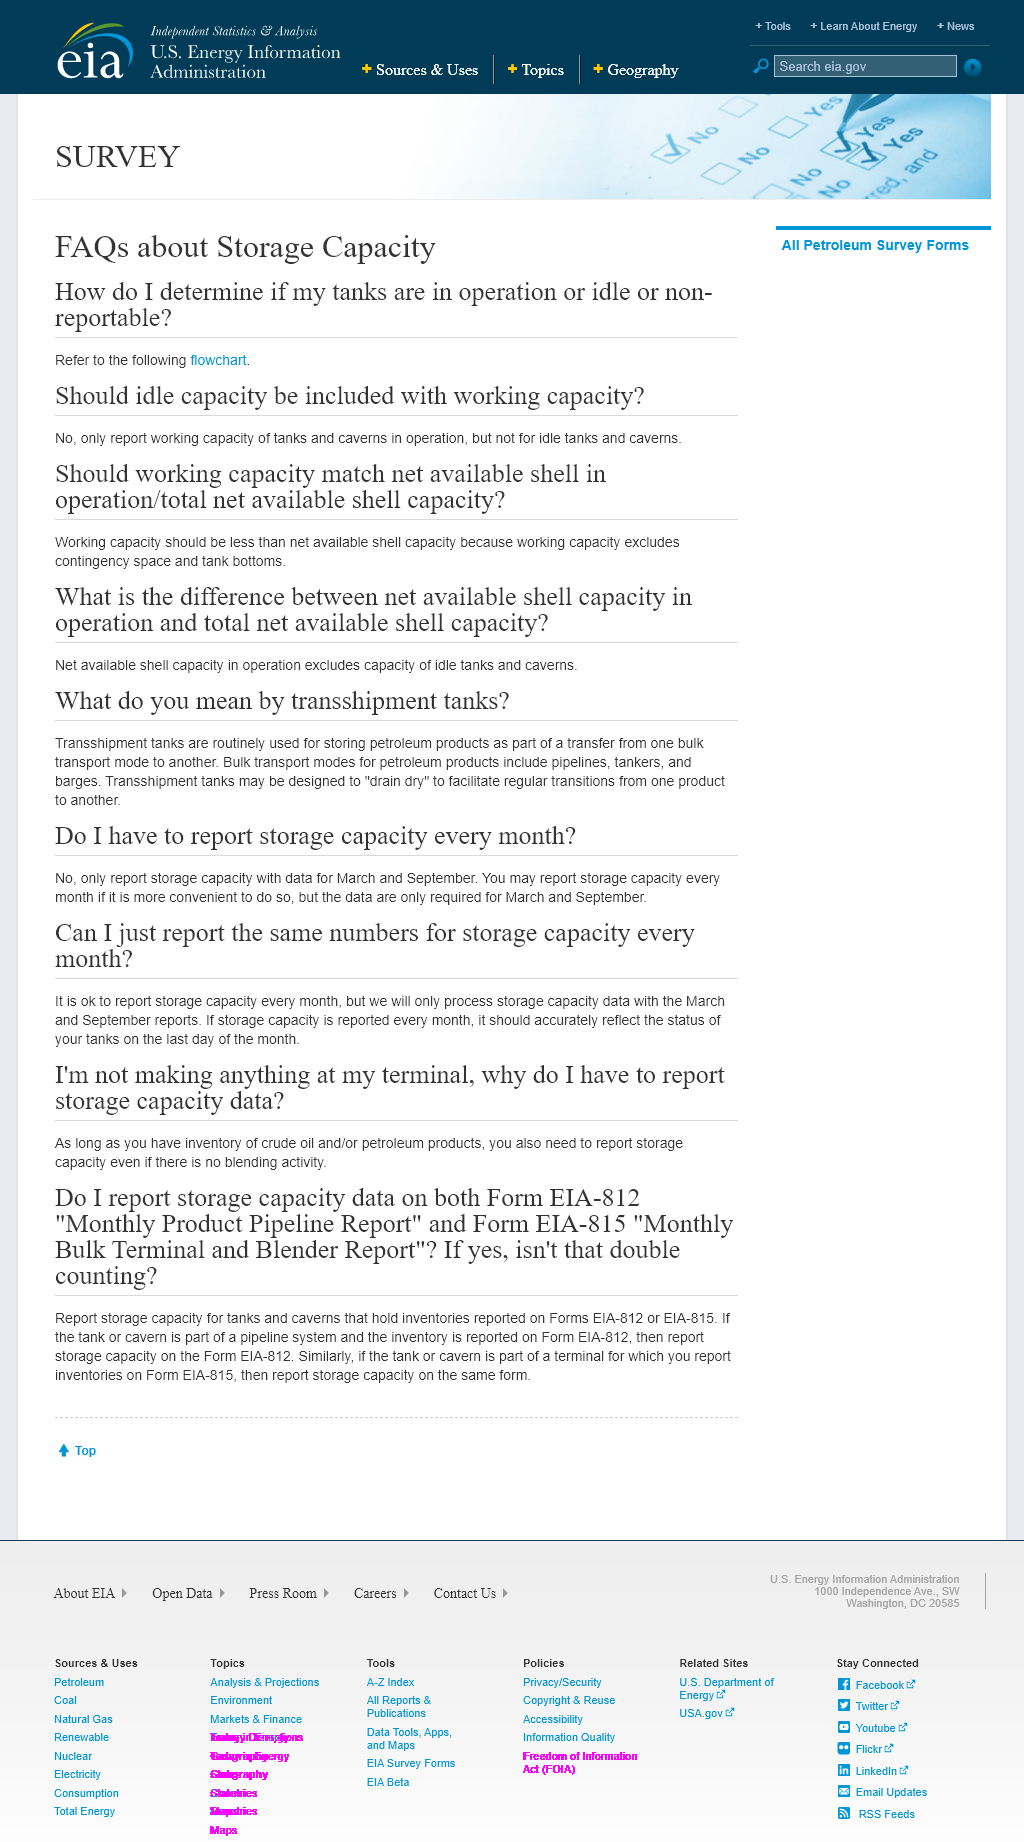 Independent Statistics & Analysis
U.S. Energy Information
Administration
eia
+ Tools + Learn About Energy + News
+ Sources & Uses + Topics + Geography
Search eia.gov
SURVEY
No
Yes
No
Yes
No
Yes
No
FAQs about Storage Capacity
All Petroleum Survey Forms
How do I determine if my tanks are in operation or idle or non-
reportable?
Refer to the following flowchart.
Should idle capacity be included with working capacity?
No, only report working capacity of tanks and caverns in operation, but not for idle tanks and caverns.
Should working capacity match net available shell in
operation/total net available shell capacity?
Working capacity should be less than net available shell capacity because working capacity excludes
contingency space and tank bottoms.
What is the difference between net available shell capacity in
operation and total net available shell capacity?
Net available shell capacity in operation excludes capacity of idle tanks and caverns.
What do you mean by transshipment tanks?
Transshipment tanks are routinely used for storing petroleum products as part of a transfer from one bulk
transport mode to another. Bulk transport modes for petroleum products include pipelines, tankers, and
barges. Transshipment tanks may be designed to "drain dry" to facilitate regular transitions from one product
to another.
Do I have to report storage capacity every month?
No, only report storage capacity with data for March and September. You may report storage capacity every
month if it is more convenient to do so, but the data are only required for March and September.
Can I just report the same numbers for storage capacity every
month?
It is ok to report storage capacity every month, but we will only process storage capacity data with the March
and September reports. If storage capacity is reported every month, it should accurately reflect the status of
your tanks on the last day of the month.
I'm not making anything at my terminal, why do I have to report
storage capacity data?
As long as you have inventory of crude oil and/or petroleum products, you also need to report storage
capacity even if there is no blending activity.
Do I report storage capacity data on both Form EIA-812
"Monthly Product Pipeline Report" and Form EIA-815 "Monthly
Bulk Terminal and Blender Report"? If yes, isn't that double
counting?
Report storage capacity for tanks and caverns that hold inventories reported on Forms EIA-812 or EIA-815. If
the tank or cavern is part of a pipeline system and the inventory is reported on Form EIA-812, then report
storage capacity on the Form EIA-812. Similarly, if the tank or cavern is part of a terminal for which you report
inventories on Form EIA-815, then report storage capacity on the same form.
Top
About EIA Open Data Press Room Careers Contact Us
U.S. Energy Information Administration
1000 Independence Ave., SW
Washington, DC 20585
Sources & Uses
Petroleum
Coal
Natural Gas
Renewable
Nuclear
Electricity
Consumption
Total Energy
Topics
Analysis & Projections
Environment
Markets & Finance
Maps
Tools
A-Z Index
All Reports &
Publications
Data Tools, Apps,
and Maps
EIA Survey Forms
EIA Beta
Policies
Privacy/Security
Copyright & Reuse
Accessibility
Information Quality
Freedom of Information
Act (FOIA)
Related Sites
U.S. Department of
Energy
USA.gov
Stay Connected
Facebook
Twitter
Youtube
Flickr
LinkedIn
Email Updates
RSS Feeds